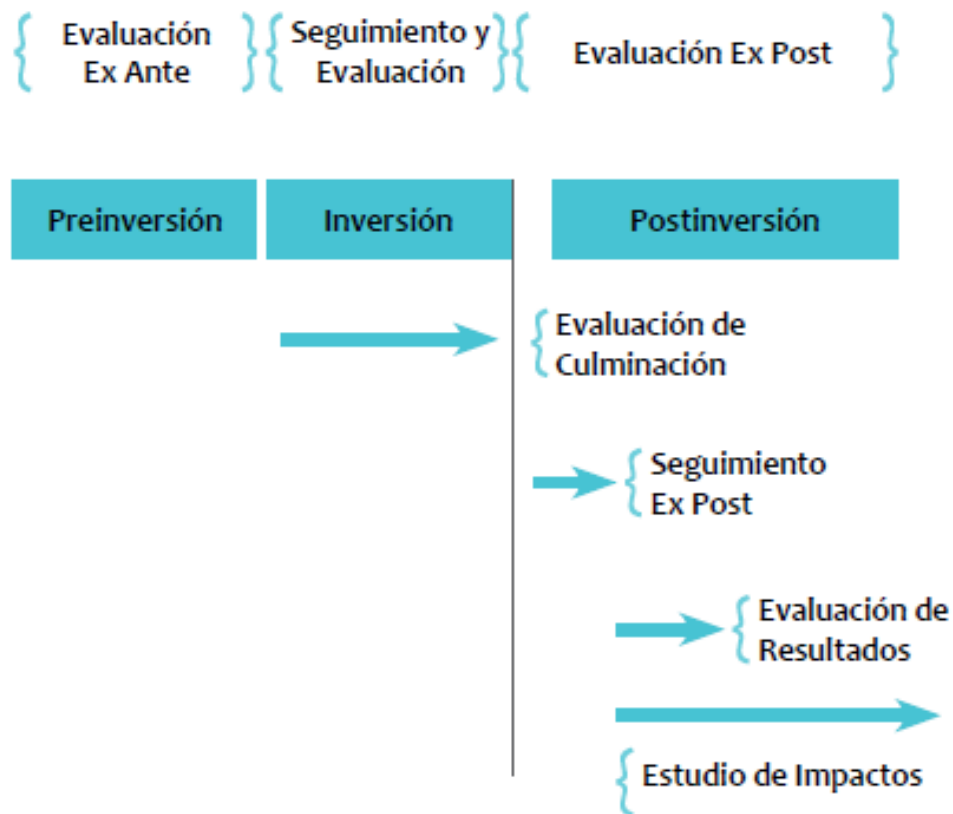 Evaluación
Ex Ante
Seguimiento y
Evaluación
Evaluación Ex Post
Preinversión
Inversión
Postinversión
Evaluación de
Culminación
Seguimiento
Ex Post
Evaluación de
Resultados
Estudio de Impactos